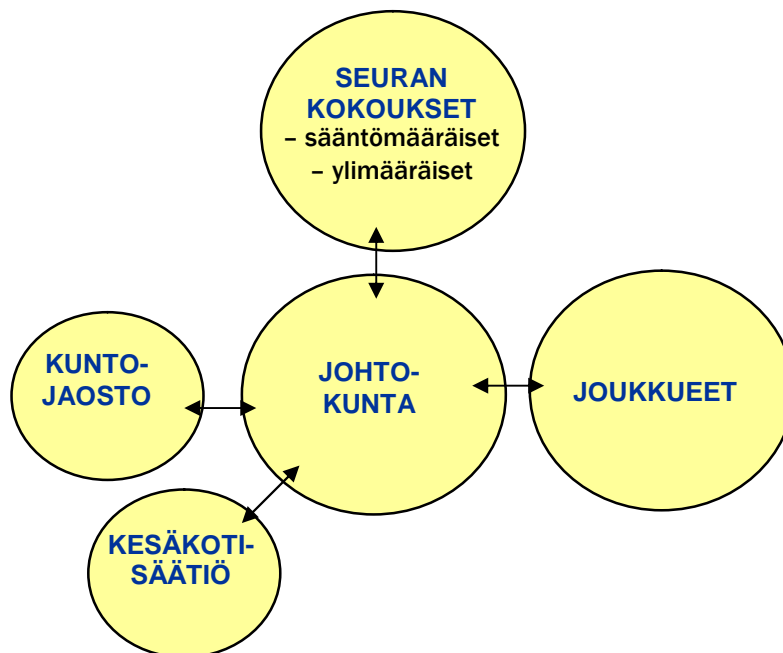 SEURAN
KOKOUKSET
– sääntömääräiset
– ylimääräiset
KUNTO-
JAOSTO
JOHTO-
KUNTA
JOUKKUEET
KESÄKOTI-
SÄÄTIÖ